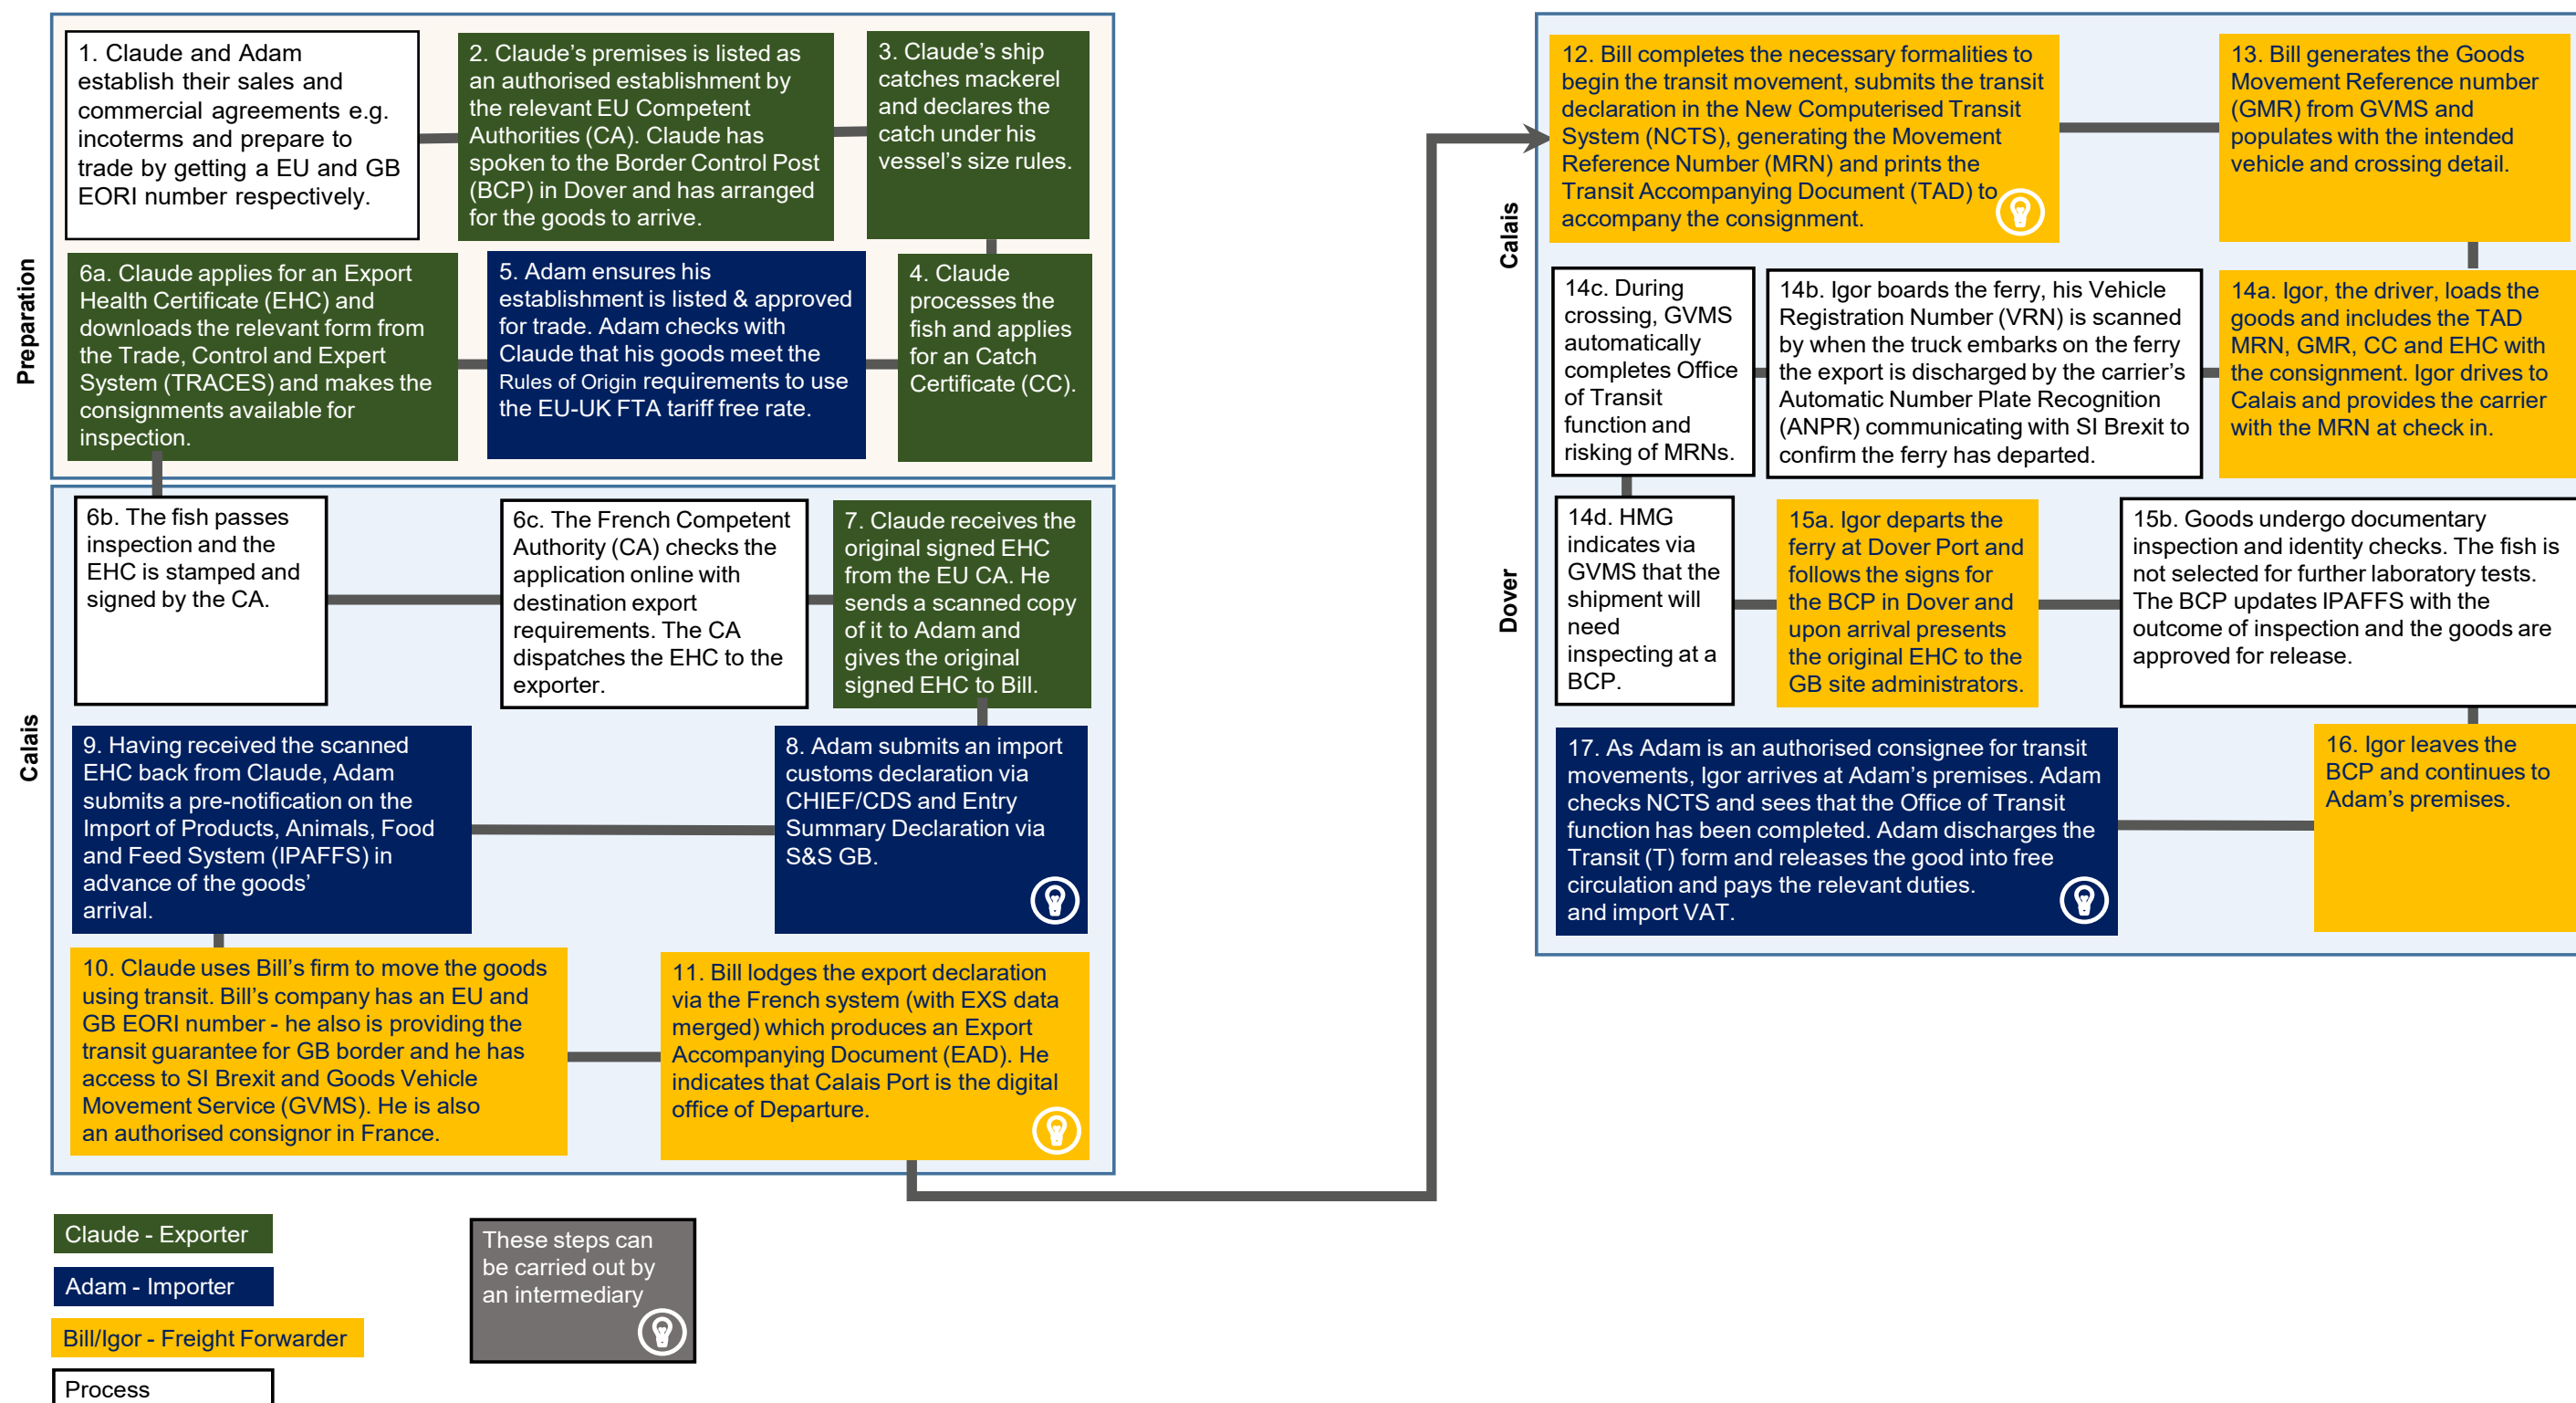 Preparation
1. Claude and Adam
establish their sales and
commercial agreements e.g.
incoterms and prepare to
trade by getting a EU and GB
EORI number respectively.
2. Claude’s premises is listed as
an authorised establishment by
the relevant EU Competent
Authorities (CA). Claude has
spoken to the Border Control Post
(BCP) in Dover and has arranged
for the goods to arrive.
3. Claude’s ship
catches mackerel
and declares the
catch under his
vessel’s size rules.
4. Claude
processes the
fish and applies
for an Catch
Certificate (CC).
5. Adam ensures his
establishment is listed & approved
for trade. Adam checks with
Claude that his goods meet the
Rules of Origin requirements to use
the EU-UK FTA tariff free rate.
6a. Claude applies for an Export
Health Certificate (EHC) and
downloads the relevant form from
the Trade, Control and Expert
System (TRACES) and makes the
consignments available for
inspection.
Calais
6b. The fish passes
inspection and the
EHC is stamped and
signed by the CA.
6c. The French Competent
Authority (CA) checks the
application online with
destination export
requirements. The CA
dispatches the EHC to the
exporter.
7. Claude receives the
original signed EHC
from the EU CA. He
sends a scanned copy
of it to Adam and
gives the original
signed EHC to Bill.
8. Adam submits an import
customs declaration via
CHIEF/CDS and Entry
Summary Declaration via
S&S GB.
9. Having received the scanned
EHC back from Claude, Adam
submits a pre-notification on the
Import of Products, Animals, Food
and Feed System (IPAFFS) in
advance of the goods’
arrival.
10. Claude uses Bill’s firm to move the goods
using transit. Bill’s company has an EU and
GB EORI number - he also is providing the
transit guarantee for GB border and he has
access to SI Brexit and Goods Vehicle
Movement Service (GVMS). He is also
an authorised consignor in France.
11. Bill lodges the export declaration
via the French system (with EXS data
merged) which produces an Export
Accompanying Document (EAD). He
indicates that Calais Port is the digital
office of Departure.
Calais
12. Bill completes the necessary formalities to
begin the transit movement, submits the transit
declaration in the New Computerised Transit
System (NCTS), generating the Movement
Reference Number (MRN) and prints the
Transit Accompanying Document (TAD) to
accompany the consignment.
13. Bill generates the Goods
Movement Reference number
(GMR) from GVMS and
populates with the intended
vehicle and crossing detail.
14a. Igor, the driver, loads the
goods and includes the TAD
MRN, GMR, CC and EHC with
the consignment. Igor drives to
Calais and provides the carrier
with the MRN at check in.
14b. Igor boards the ferry, his Vehicle
Registration Number (VRN) is scanned
by when the truck embarks on the ferry
the export is discharged by the carrier’s
Automatic Number Plate Recognition
(ANPR) communicating with SI Brexit to
confirm the ferry has departed.
14c. During
crossing, GVMS
automatically
completes Office
of Transit
function and
risking of MRNs.
Dover
14d. HMG
indicates via
GVMS that the
shipment will
need
inspecting at a
BCP.
15a. Igor departs the
ferry at Dover Port and
follows the signs for
the BCP in Dover and
upon arrival presents
the original EHC to the
GB site administrators.
15b. Goods undergo documentary
inspection and identity checks. The fish is
not selected for further laboratory tests.
The BCP updates IPAFFS with the
outcome of inspection and the goods are
approved for release.
16. Igor leaves the
BCP and continues to
Adam’s premises.
17. As Adam is an authorised consignee for transit
movements, Igor arrives at Adam’s premises. Adam
checks NCTS and sees that the Office of Transit
function has been completed. Adam discharges the
Transit (T) form and releases the good into free
circulation and pays the relevant duties.
and import VAT.
Claude - Exporter
Adam - Importer
Bill/Igor - Freight Forwarder
Process
These steps can
be carried out by
an intermediary